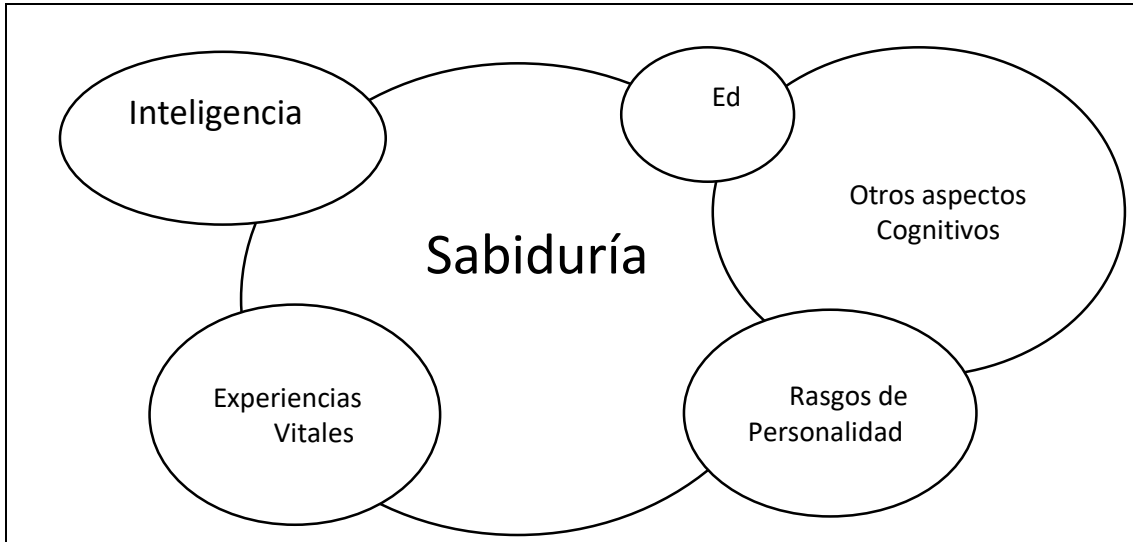 Inteligencia
Ed
Otros aspectos
Cognitivos
Sabiduría
Experiencias
Vitales
Rasgos de
Personalidad